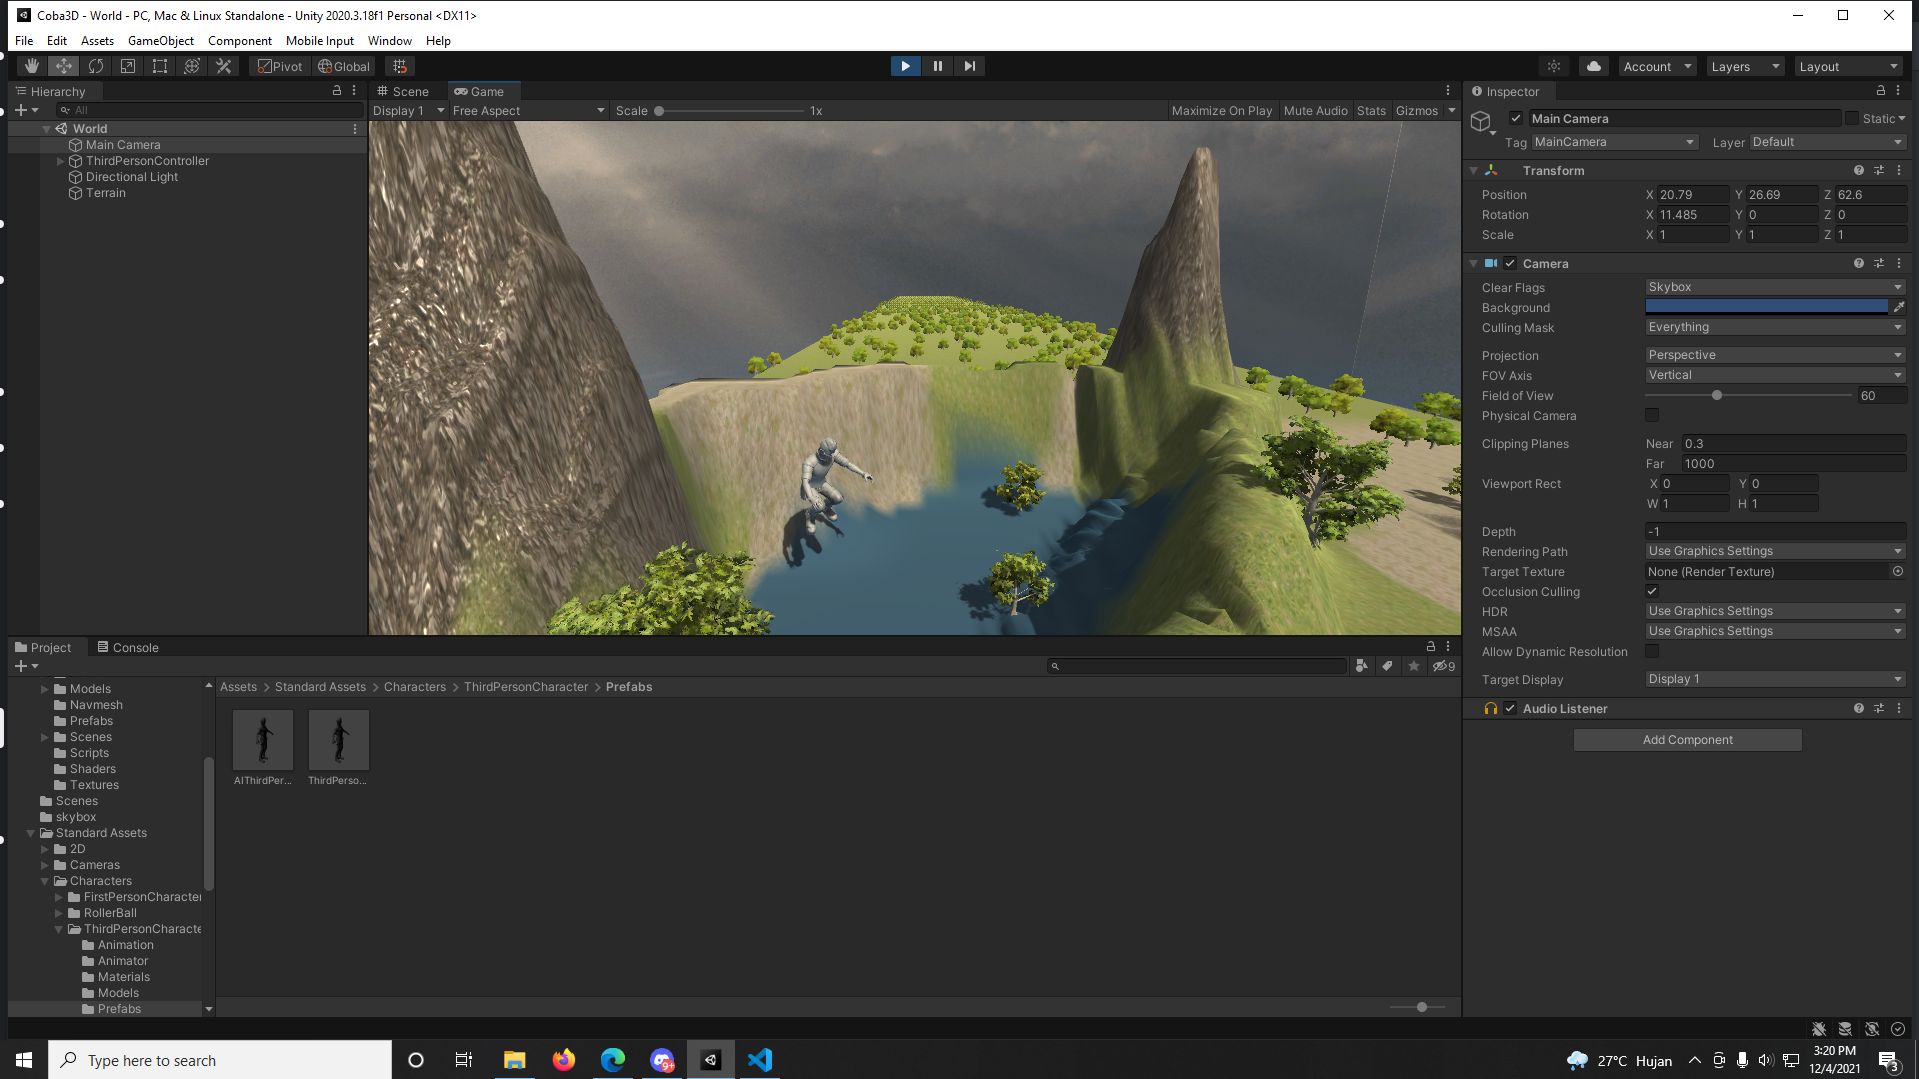 Coba3D - World - PC, Mac & Linux Standalone - Unity 2020.3.18f1 Personal <DX11>
File Edit Assets GameObject Component Mobile Input Window Help
Pivot Global Account Layers Layout
Hierarchy
All
World
Main Camera
ThirdPersonController
Directional Light
Terrain
Scene Game
Display 1 Free Aspect Scale 1x Maximize On Play Mute Audio Stats Gizmos
Inspector
Main Camera Static
Tag MainCamera Layer Default
Transform
Position X 20.79 Y 26.69 Z 62.6
Rotation X 11.485 Y 0 Z 0
Scale X 1 Y 1 Z 1
Camera
Clear Flags Skybox
Background
Culling Mask Everything
Projection Perspective
FOV Axis Vertical
Field of View 60
Physical Camera
Clipping Planes Near 0.3
Far 1000
Viewport Rect X 0 Y 0
W 1 H 1
Depth -1
Rendering Path Use Graphics Settings
Target Texture None (Render Texture)
Occlusion Culling
HDR Use Graphics Settings
MSAA Use Graphics Settings
Allow Dynamic Resolution
Target Display Display 1
Audio Listener
Add Component
Project Console
9
Models
Navmesh
Prefabs
Scenes
Scripts
Shaders
Textures
Scenes
skybox
Standard Assets
2D
Cameras
Characters
FirstPersonCharacter
RollerBall
ThirdPersonCharacte
Animation
Animator
Materials
Models
Prefabs
Assets > Standard Assets > Characters > ThirdPersonCharacter > Prefabs
AIThirdPer... ThirdPerso...
Type here to search
9+
27°C Hujan
3:20 PM
12/4/2021
3